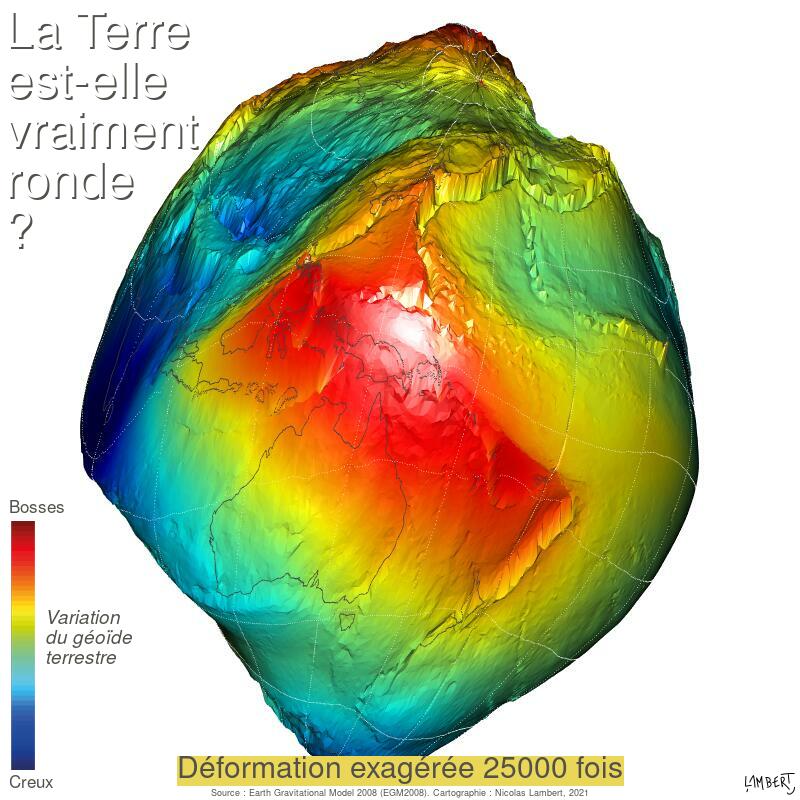 La Terre
est-elle
vraiment
ronde
?
Bosses
Variation
du géoïde
terrestre
Creux
Déformation exagérée 25000 fois
Source : Earth Gravitational Model 2008 (EGM2008). Cartographie : Nicolas Lambert, 2021
LAMBERT